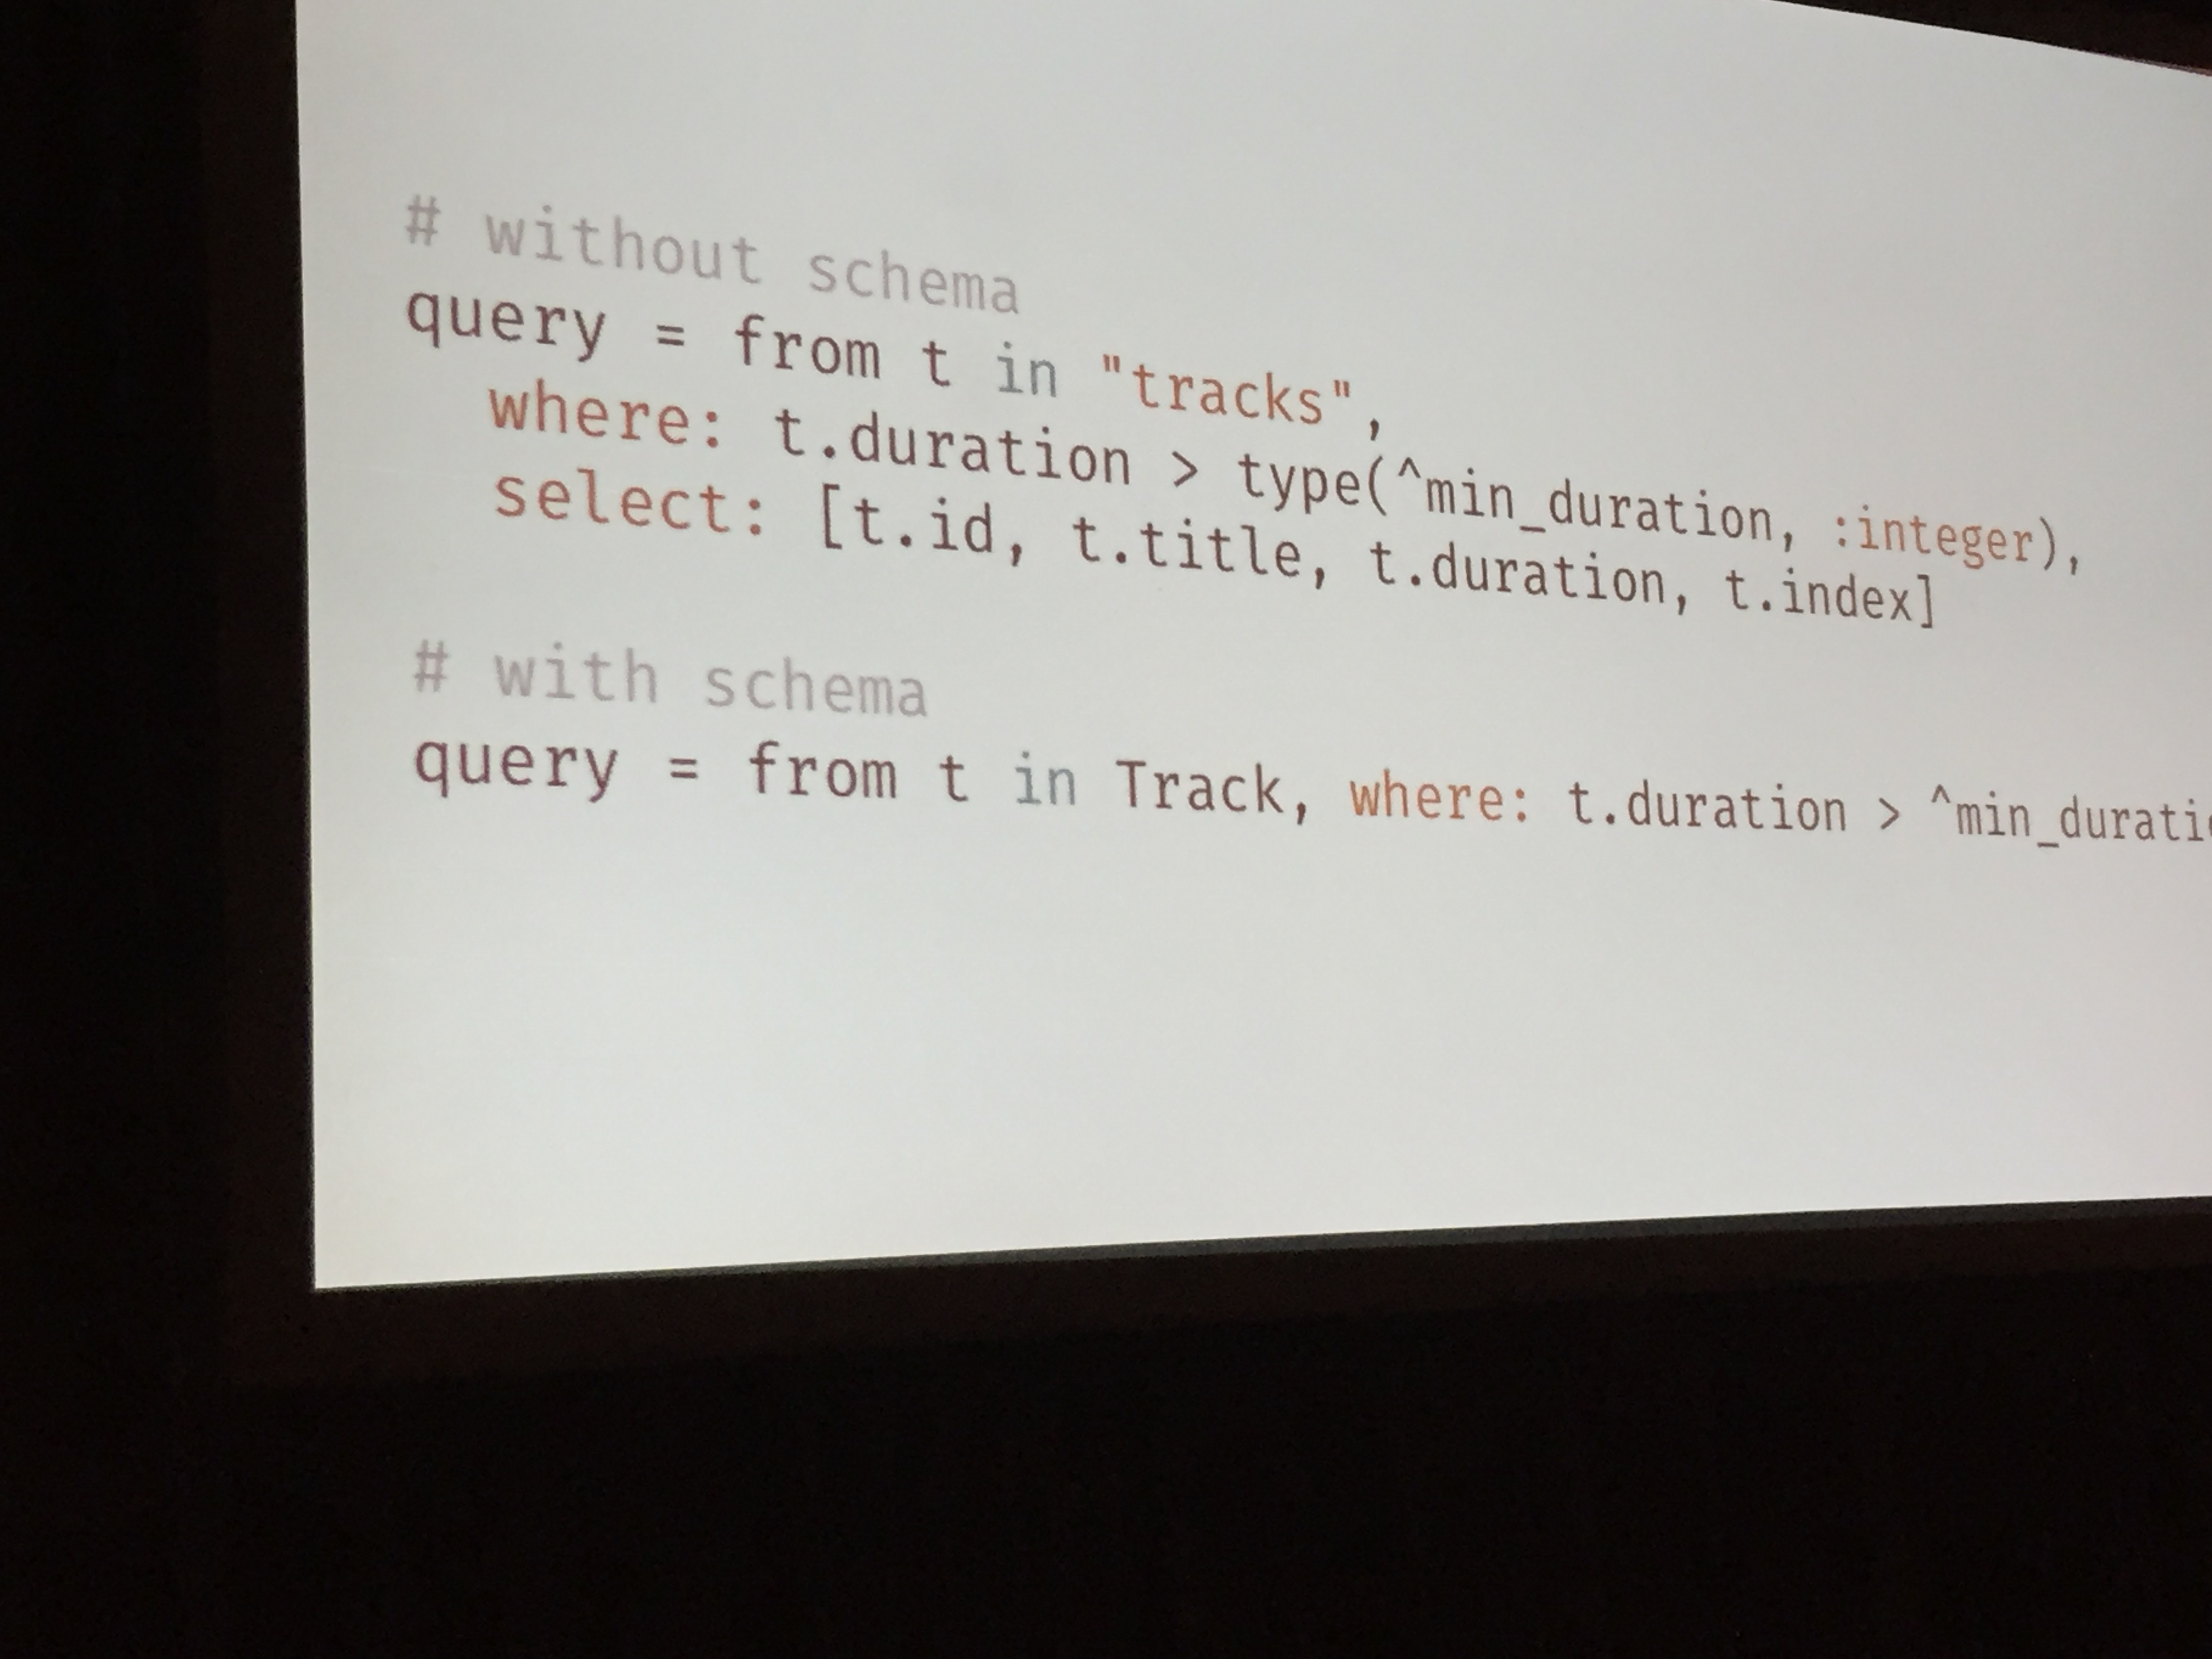 # without schema
query = from t in "tracks",
  where: t.duration > type(^min_duration, :integer),
  select: [t.id, t.title, t.duration, t.index]

# with schema
query = from t in Track, where: t.duration > ^min_durati